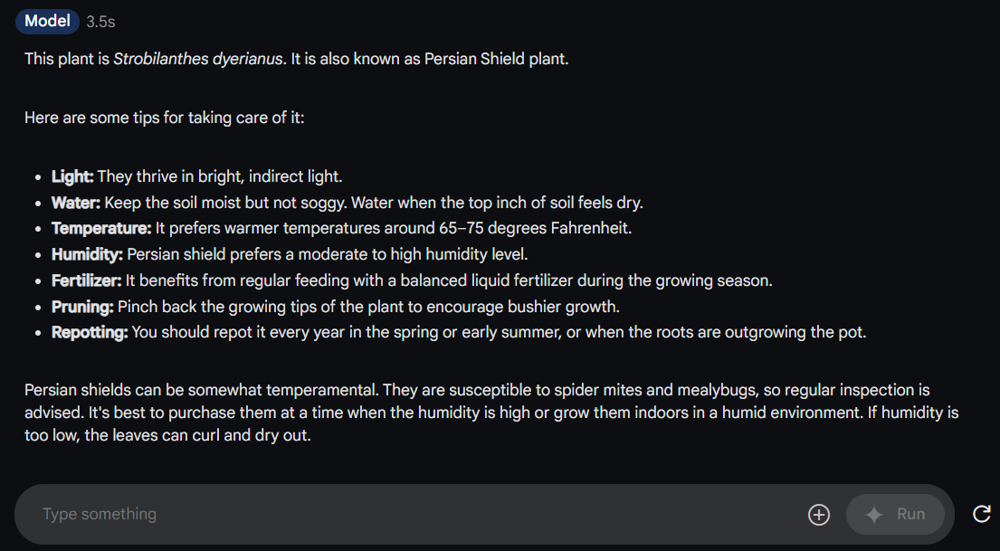 Model 3.5s
This plant is Strobilanthes dyerianus. It is also known as Persian Shield plant.
Here are some tips for taking care of it:
• Light: They thrive in bright, indirect light.
• Water: Keep the soil moist but not soggy. Water when the top inch of soil feels dry.
• Temperature: It prefers warmer temperatures around 65–75 degrees Fahrenheit.
• Humidity: Persian shield prefers a moderate to high humidity level.
• Fertilizer: It benefits from regular feeding with a balanced liquid fertilizer during the growing season.
• Pruning: Pinch back the growing tips of the plant to encourage bushier growth.
• Repotting: You should repot it every year in the spring or early summer, or when the roots are outgrowing the pot.
Persian shields can be somewhat temperamental. They are susceptible to spider mites and mealybugs, so regular inspection is
advised. It's best to purchase them at a time when the humidity is high or grow them indoors in a humid environment. If humidity is
too low, the leaves can curl and dry out.
Type something
Run